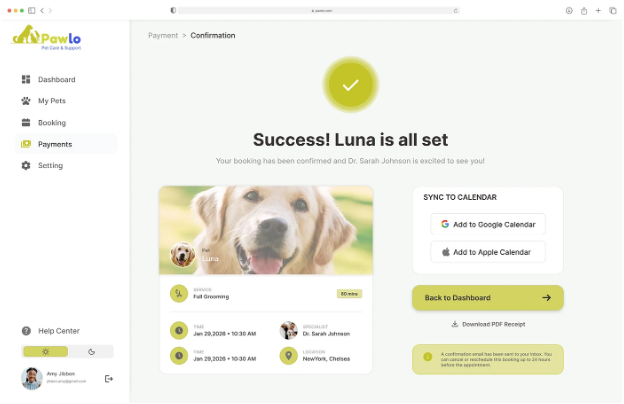 pawlo.com
Pawlo
Pet Care & Support
Payment > Confirmation
Dashboard
My Pets
Booking
Payments
Setting
Success! Luna is all set
Your booking has been confirmed and Dr. Sarah Johnson is excited to see you!
Pet
Luna
SERVICE
Full Grooming
90 mins
TIME
Jan 29,2026 • 10:30 AM
SPECIALIST
Dr. Sarah Johnson
TIME
Jan 29,2026 • 10:30 AM
LOCATION
NewYork, Chelsea
SYNC TO CALENDAR
Add to Google Calendar
Add to Apple Calendar
Back to Dashboard
Download PDF Receipt
A confirmation email has been sent to your inbox. You
can cancel or reschedule this booking up to 24 hours
before the appointment.
Help Center
Amy Jibben